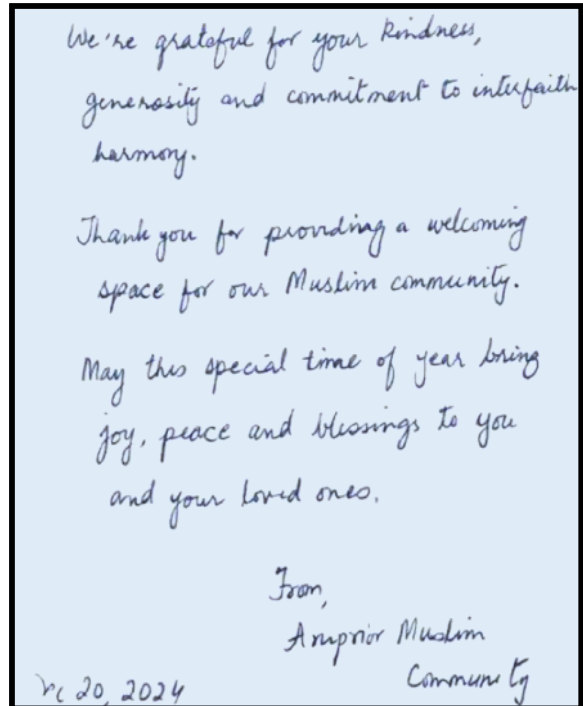 We're grateful for your kindness,
generosity and commitment to interfaith
harmony.
Thank you for providing a welcoming
space for our Muslim community.
May this special time of year bring
joy, peace and blessings to you
and your loved ones.
From,
Arnprior Muslim
Community
20, 2024